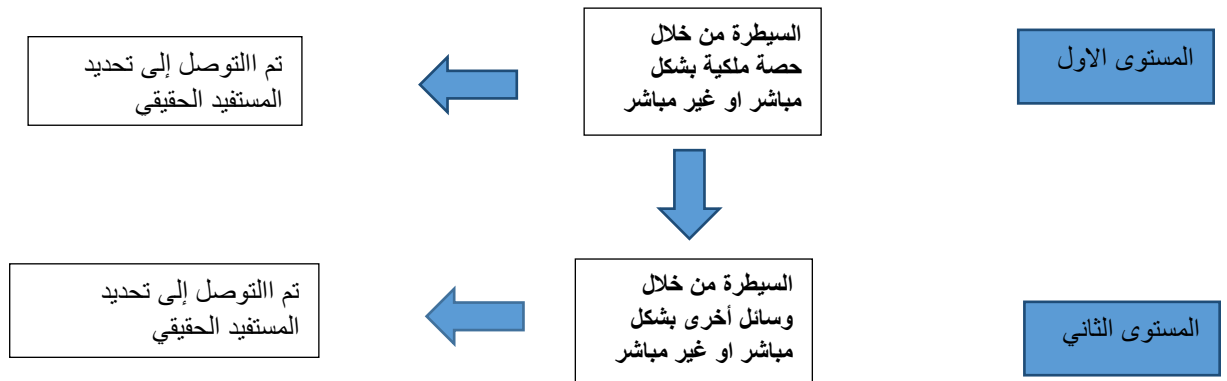 المستوى الاول
السيطرة من خلال
حصة ملكية بشكل
مباشر او غير مباشر
تم االتوصل إلى تحديد
المستفيد الحقيقي
المستوى الثاني
السيطرة من خلال
وسائل أخرى بشكل
مباشر او غير مباشر
تم االتوصل إلى تحديد
المستفيد الحقيقي